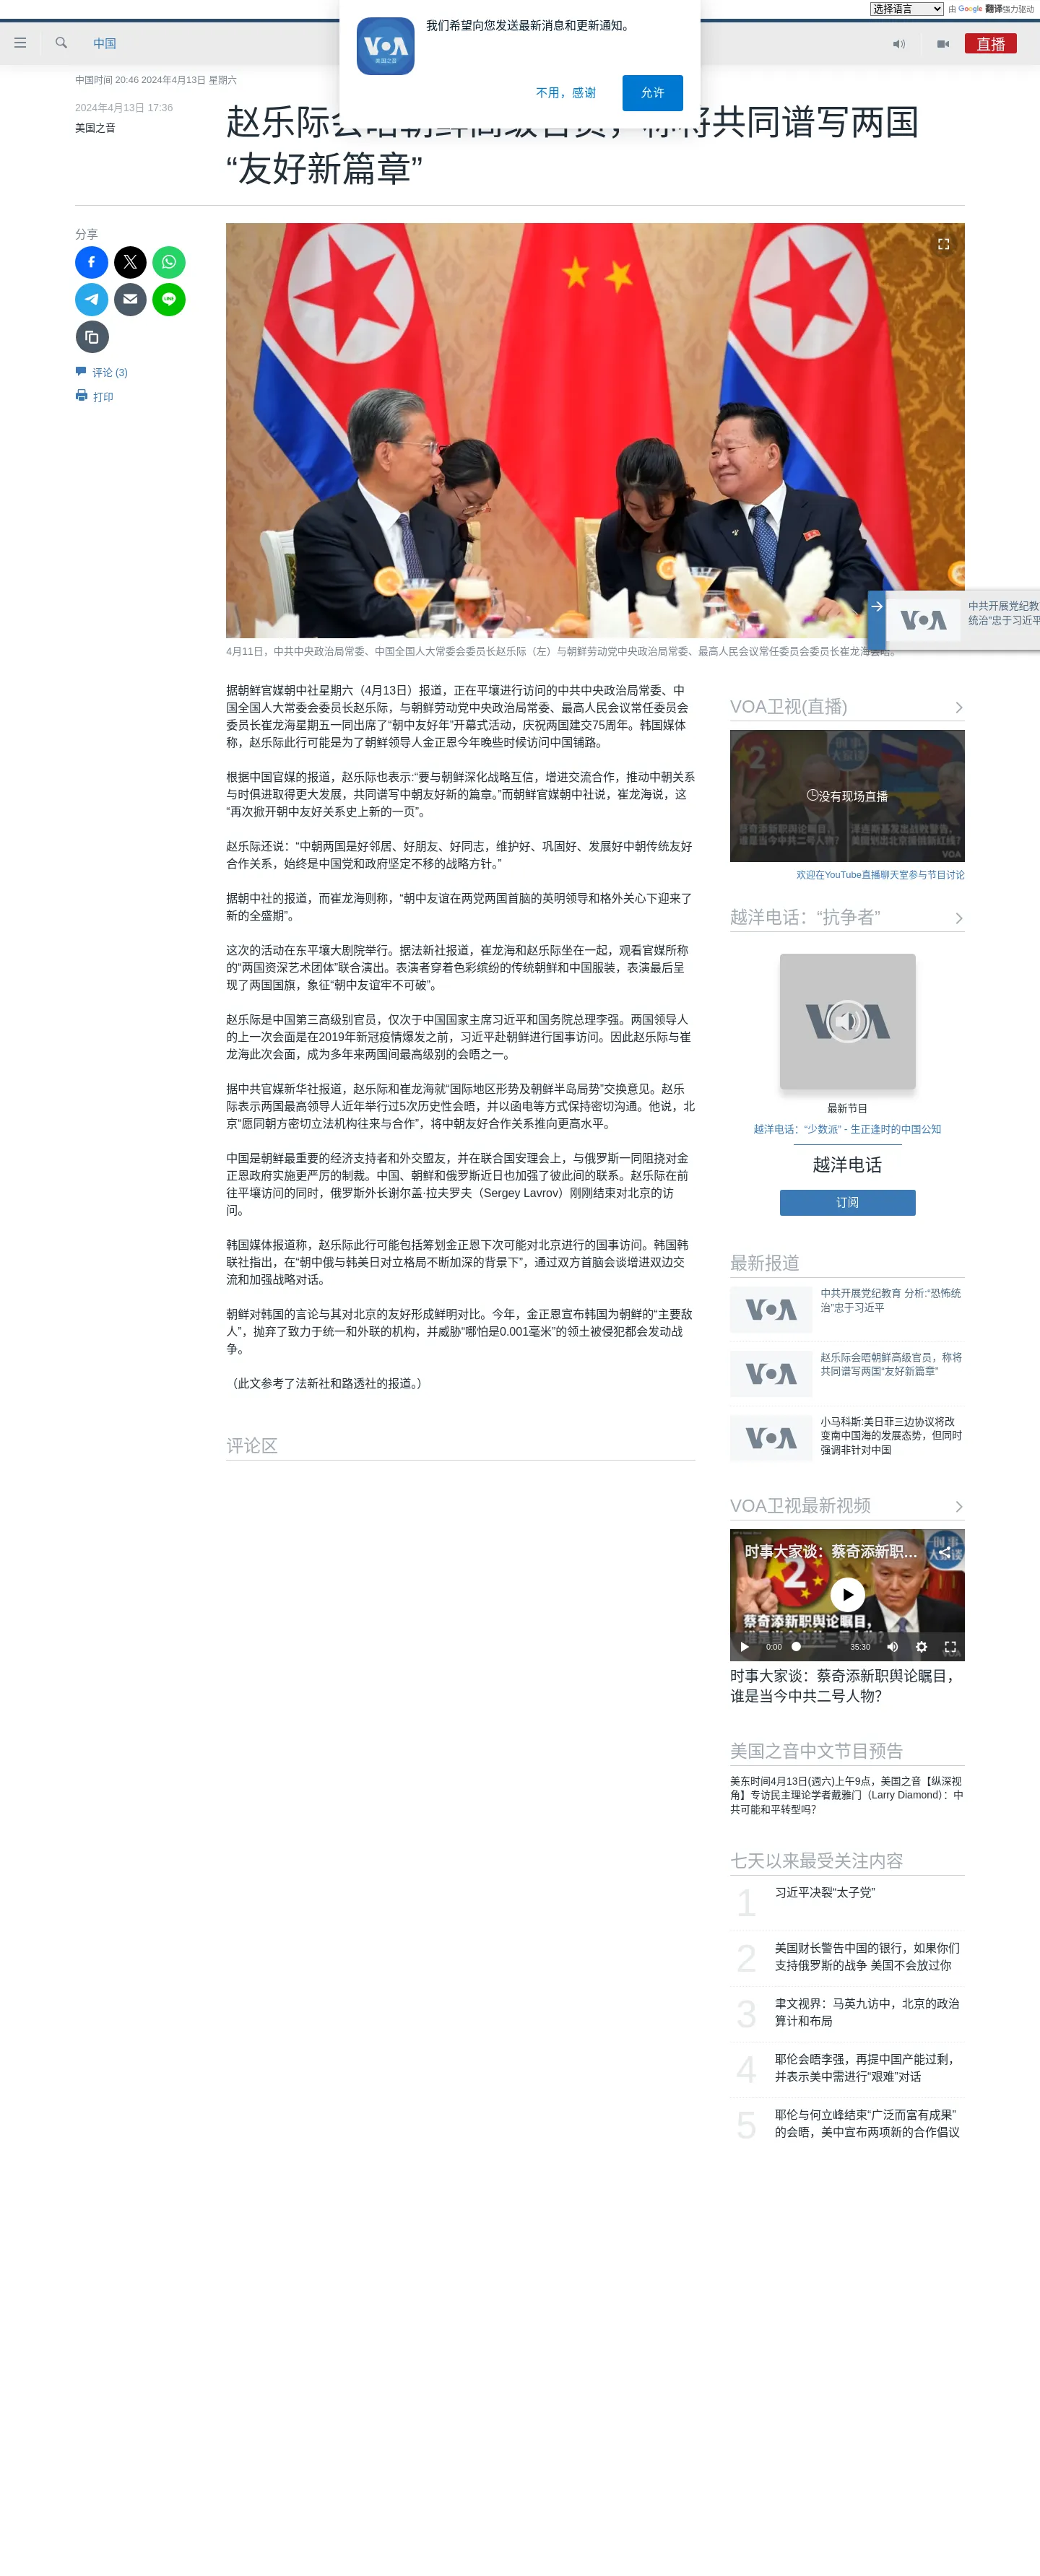 选择语言
由 Google 翻译强力驱动
我们希望向您发送最新消息和更新通知。
VOA
美国之音
不用，感谢
允许
中国
直播
中国时间 20:46 2024年4月13日 星期六
2024年4月13日 17:36
美国之音
赵乐际会晤朝鲜高级官员，称将共同谱写两国
“友好新篇章”
分享
LINE
评论 (3)
打印
4月11日，中共中央政治局常委、中国全国人大常委会委员长赵乐际（左）与朝鲜劳动党中央政治局常委、最高人民会议常任委员会委员长崔龙海会晤。
VOA
中共开展党纪教
统治”忠于习近平
据朝鲜官媒朝中社星期六（4月13日）报道，正在平壤进行访问的中共中央政治局常委、中
国全国人大常委会委员长赵乐际，与朝鲜劳动党中央政治局常委、最高人民会议常任委员会
委员长崔龙海星期五一同出席了“朝中友好年”开幕式活动，庆祝两国建交75周年。韩国媒体
称，赵乐际此行可能是为了朝鲜领导人金正恩今年晚些时候访问中国铺路。
根据中国官媒的报道，赵乐际也表示:“要与朝鲜深化战略互信，增进交流合作，推动中朝关系
与时俱进取得更大发展，共同谱写中朝友好新的篇章。”而朝鲜官媒朝中社说，崔龙海说，这
“再次掀开朝中友好关系史上新的一页”。
赵乐际还说：“中朝两国是好邻居、好朋友、好同志，维护好、巩固好、发展好中朝传统友好
合作关系，始终是中国党和政府坚定不移的战略方针。”
据朝中社的报道，而崔龙海则称，“朝中友谊在两党两国首脑的英明领导和格外关心下迎来了
新的全盛期”。
这次的活动在东平壤大剧院举行。据法新社报道，崔龙海和赵乐际坐在一起，观看官媒所称
的“两国资深艺术团体”联合演出。表演者穿着色彩缤纷的传统朝鲜和中国服装，表演最后呈
现了两国国旗，象征“朝中友谊牢不可破”。
赵乐际是中国第三高级别官员，仅次于中国国家主席习近平和国务院总理李强。两国领导人
的上一次会面是在2019年新冠疫情爆发之前，习近平赴朝鲜进行国事访问。因此赵乐际与崔
龙海此次会面，成为多年来两国间最高级别的会晤之一。
据中共官媒新华社报道，赵乐际和崔龙海就“国际地区形势及朝鲜半岛局势”交换意见。赵乐
际表示两国最高领导人近年举行过5次历史性会晤，并以函电等方式保持密切沟通。他说，北
京“愿同朝方密切立法机构往来与合作”，将中朝友好合作关系推向更高水平。
中国是朝鲜最重要的经济支持者和外交盟友，并在联合国安理会上，与俄罗斯一同阻挠对金
正恩政府实施更严厉的制裁。中国、朝鲜和俄罗斯近日也加强了彼此间的联系。赵乐际在前
往平壤访问的同时，俄罗斯外长谢尔盖·拉夫罗夫（Sergey Lavrov）刚刚结束对北京的访
问。
韩国媒体报道称，赵乐际此行可能包括筹划金正恩下次可能对北京进行的国事访问。韩国韩
联社指出，在“朝中俄与韩美日对立格局不断加深的背景下”，通过双方首脑会谈增进双边交
流和加强战略对话。
朝鲜对韩国的言论与其对北京的友好形成鲜明对比。今年，金正恩宣布韩国为朝鲜的“主要敌
人”，抛弃了致力于统一和外联的机构，并威胁“哪怕是0.001毫米”的领土被侵犯都会发动战
争。
（此文参考了法新社和路透社的报道。）
评论区
VOA卫视(直播)
没有现场直播
欢迎在YouTube直播聊天室参与节目讨论
越洋电话：“抗争者”
VOA
最新节目
越洋电话：“少数派” - 生正逢时的中国公知
越洋电话
订阅
最新报道
VOA
中共开展党纪教育 分析:“恐怖统
治”忠于习近平
VOA
赵乐际会晤朝鲜高级官员，称将
共同谱写两国“友好新篇章”
VOA
小马科斯:美日菲三边协议将改
变南中国海的发展态势，但同时
强调非针对中国
VOA卫视最新视频
时事大家谈：蔡奇添新职...
蔡奇添新职舆论瞩目，
谁是当今中共二号人物?
0:00
35:30
时事大家谈：蔡奇添新职舆论瞩目，
谁是当今中共二号人物？
美国之音中文节目预告
美东时间4月13日(週六)上午9点，美国之音【纵深视
角】专访民主理论学者戴雅门（Larry Diamond）：中
共可能和平转型吗？
七天以来最受关注内容
1
习近平决裂“太子党”
2
美国财长警告中国的银行，如果你们
支持俄罗斯的战争 美国不会放过你
3
聿文视界：马英九访中，北京的政治
算计和布局
4
耶伦会晤李强，再提中国产能过剩，
并表示美中需进行“艰难”对话
5
耶伦与何立峰结束“广泛而富有成果”
的会晤，美中宣布两项新的合作倡议